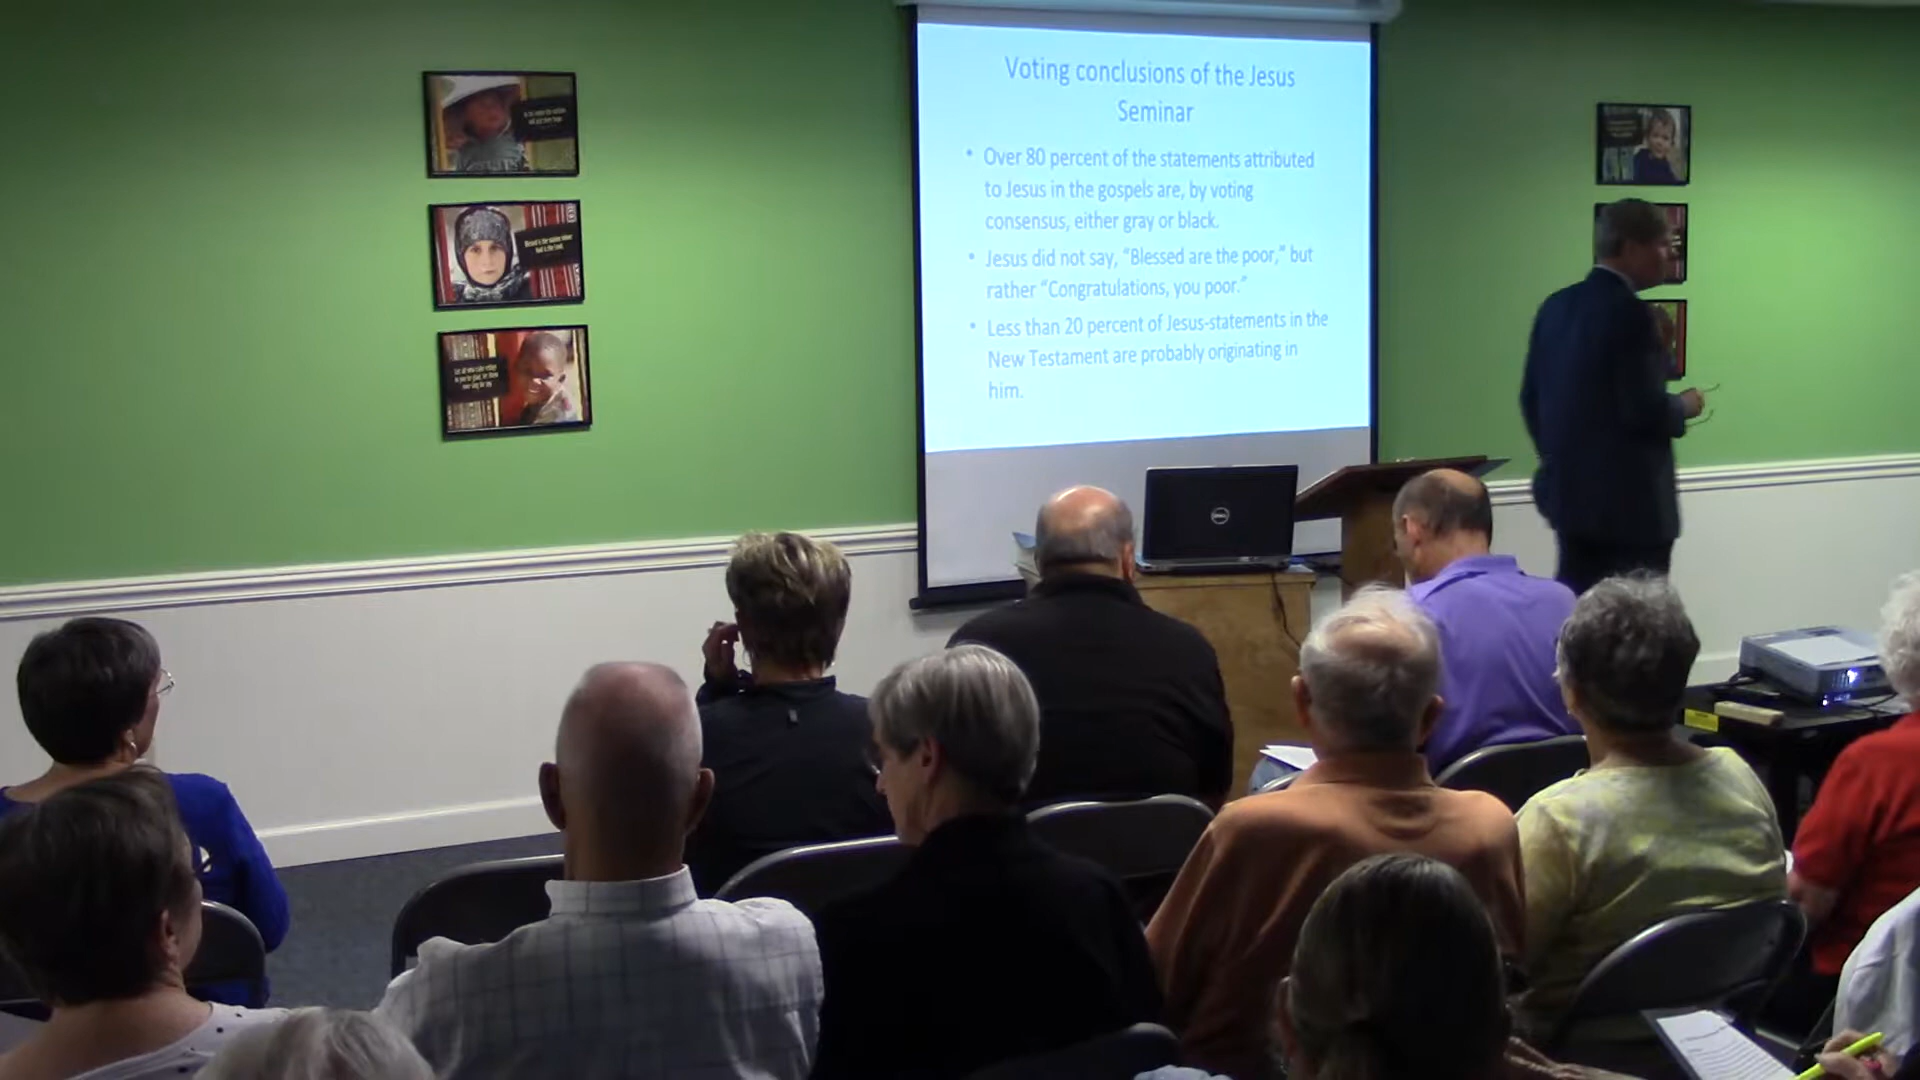 Voting conclusions of the Jesus
Seminar
• Over 80 percent of the statements attributed
to Jesus in the gospels are, by voting
consensus, either gray or black.
• Jesus did not say, “Blessed are the poor,” but
rather “Congratulations, you poor.”
• Less than 20 percent of Jesus-statements in the
New Testament are probably originating in
him.
DELL